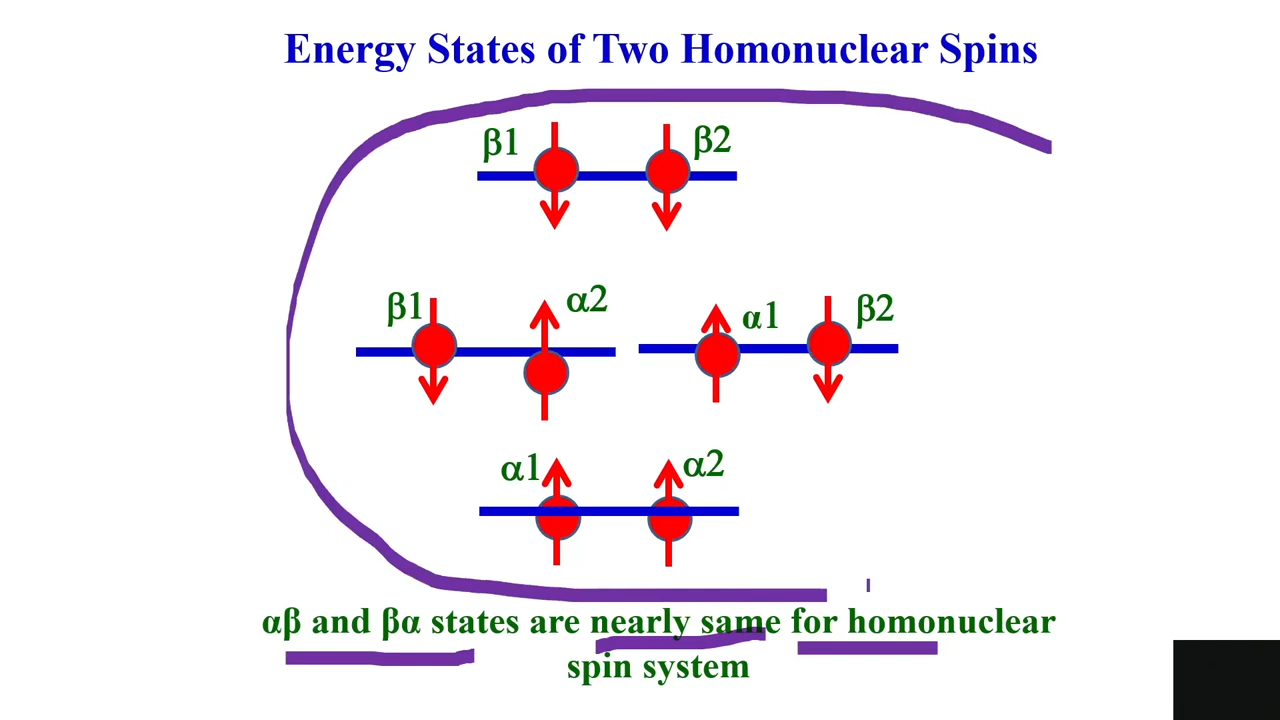 Energy States of Two Homonuclear Spins
β1 β2
β1 α2 α1 β2
α1 α2
αβ and βα states are nearly same for homonuclear
spin system